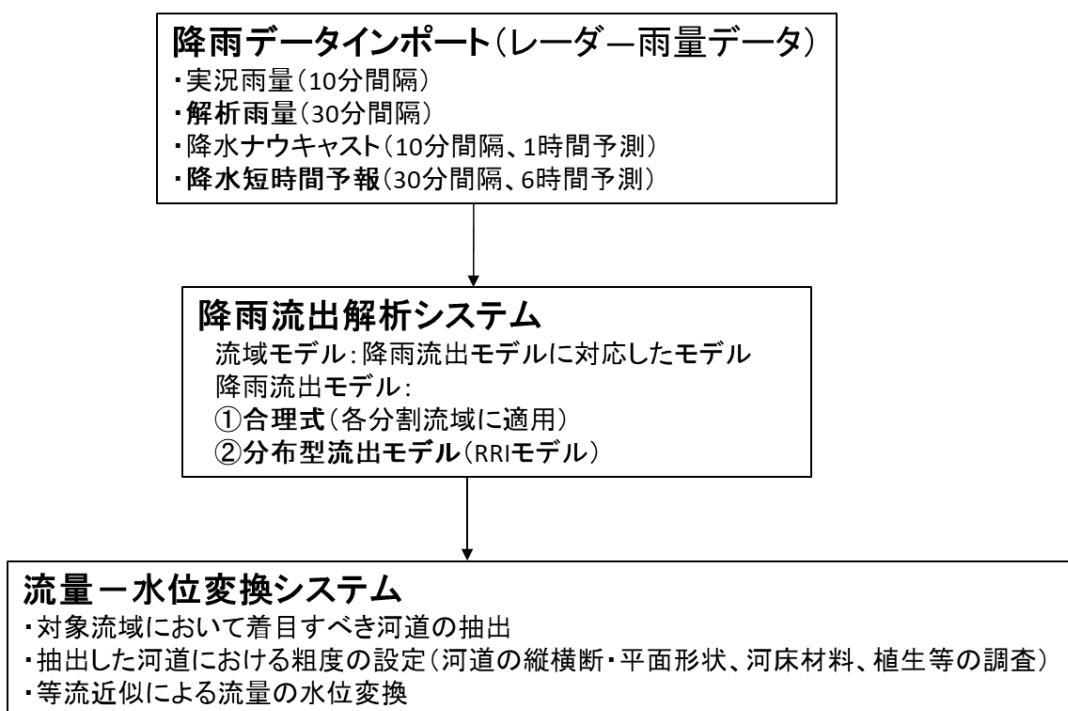 降雨データインポート(レーダー雨量データ)
・実況雨量(10分間隔)
・解析雨量(30分間隔)
・降水ナウキャスト(10分間隔、1時間予測)
・降水短時間予報(30分間隔、6時間予測)
降雨流出解析システム
流域モデル:降雨流出モデルに対応したモデル
降雨流出モデル:
①合理式(各分割流域に適用)
②分布型流出モデル(RRIモデル)
流量－水位変換システム
・対象流域において着目すべき河道の抽出
・抽出した河道における粗度の設定(河道の縦横断・平面形状、河床材料、植生等の調査)
・等流近似による流量の水位変換